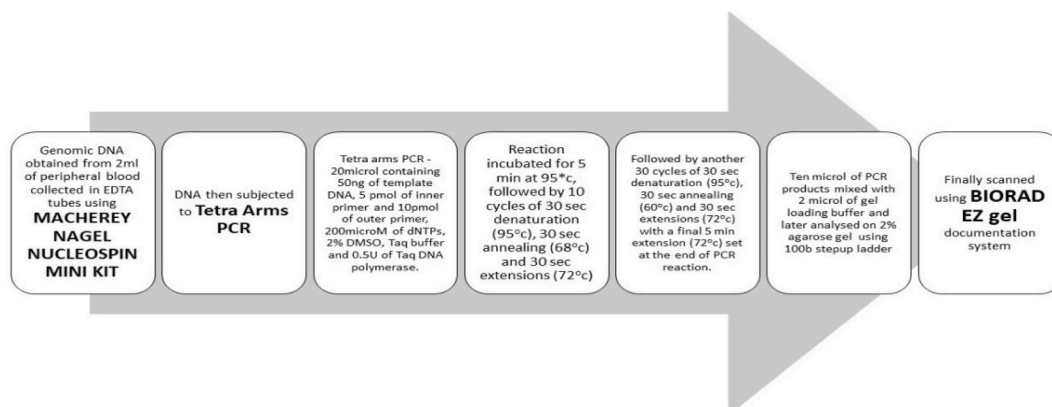 Genomic DNA
obtained from 2ml
of peripheral blood
collected in EDTA
tubes using
MACHEREY
NAGEL
NUCLEOSPIN
MINI KIT
DNA then subjected
to Tetra Arms
PCR
Tetra arms PCR -
20microl containing
50ng of template
DNA, 5 pmol of inner
primer and 10pmol
of outer primer,
200microM of dNTPs,
2% DMSO, Taq buffer
and 0.5U of Taq DNA
polymerase.
Reaction
incubated for 5
min at 95*c,
followed by 10
cycles of 30 sec
denaturation
(95°c), 30 sec
annealing (68°c)
and 30 sec
extensions (72°c)
Followed by another
30 cycles of 30 sec
denaturation (95°c),
30 sec annealing
(60°c) and 30 sec
extensions (72°c)
with a final 5 min
extension (72°c) set
at the end of PCR
reaction.
Ten microl of PCR
products mixed with
2 microl of gel
loading buffer and
later analysed on 2%
agarose gel using
100b stepup ladder
Finally scanned
using BIORAD
EZ gel
documentation
system